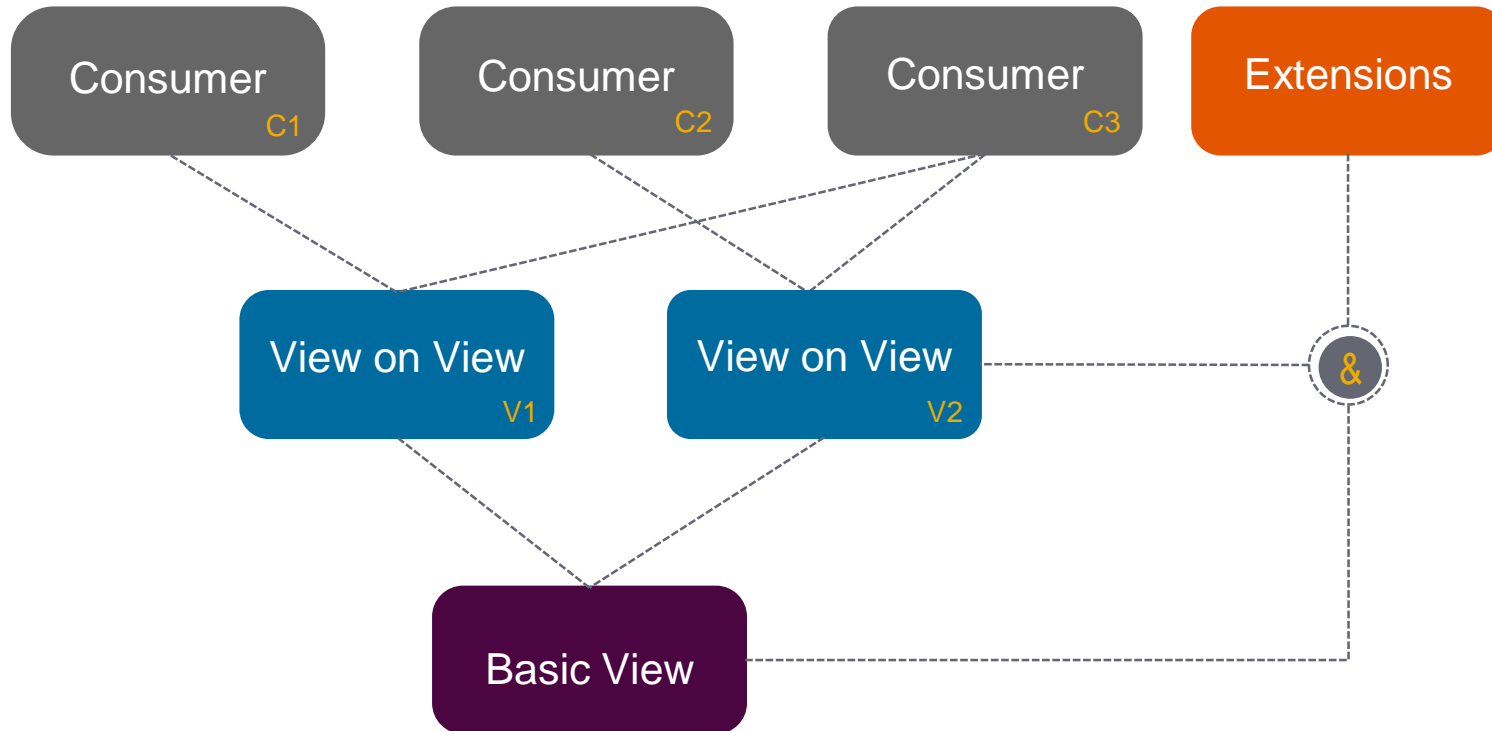 Consumer
C1
Consumer
C2
Consumer
C3
Extensions
View on View
V1
View on View
V2
&
Basic View